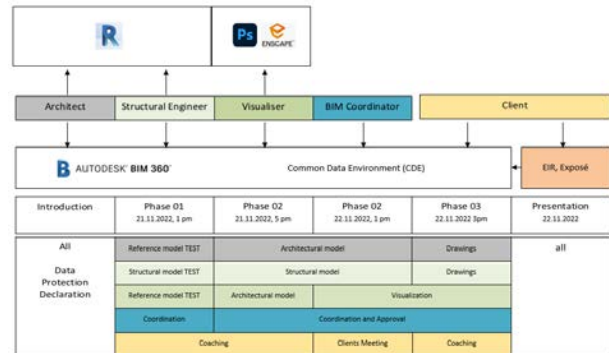 R
Ps ENSCAPE
Architect Structural Engineer Visualiser BIM Coordinator Client
B AUTODESK® BIM 360® Common Data Environment (CDE) EIR, Exposé
Introduction Phase 01 Phase 02 Phase 02 Phase 03 Presentation
21.11.2022, 1 pm 21.11.2022, 5 pm 22.11.2022, 1 pm 22.11.2022 3pm 22.11.2022
All Reference model TEST Architectural model Drawings all
Data Structural model TEST Structural model Drawings
Protection
Declaration Reference model TEST Architectural model Visualization
Coordination Coordination and Approval
Coaching Clients Meeting Coaching